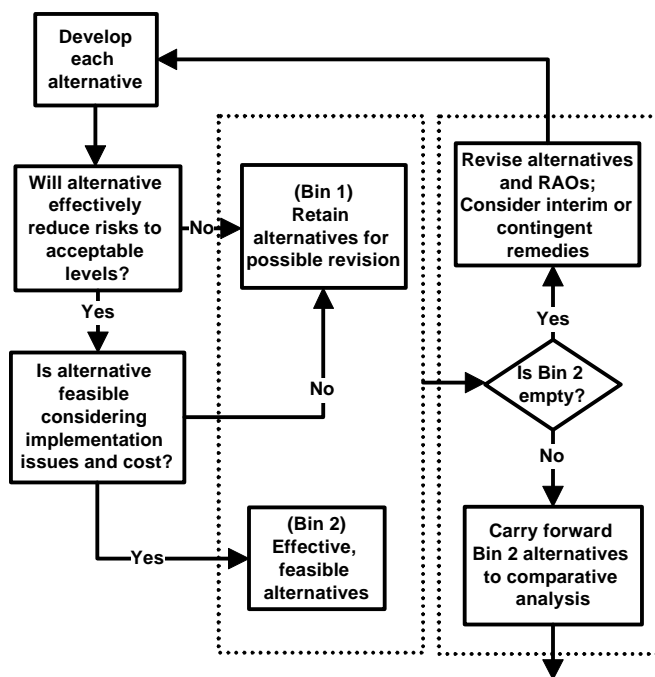 Develop
each
alternative
Will alternative
effectively
reduce risks to
acceptable
levels?
No
Yes
Is alternative
feasible
considering
implementation
issues and cost?
No
Yes
(Bin 1)
Retain
alternatives for
possible revision
(Bin 2)
Effective,
feasible
alternatives
Revise alternatives
and RAOs;
Consider interim or
contingent
remedies
Yes
Is Bin 2
empty?
No
Carry forward
Bin 2 alternatives
to comparative
analysis